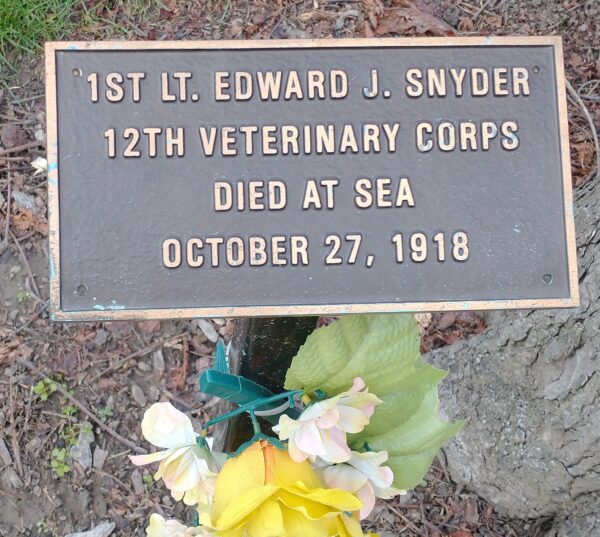 1ST LT. EDWARD J. SNYDER
12TH VETERINARY CORPS
DIED AT SEA
OCTOBER 27, 1918